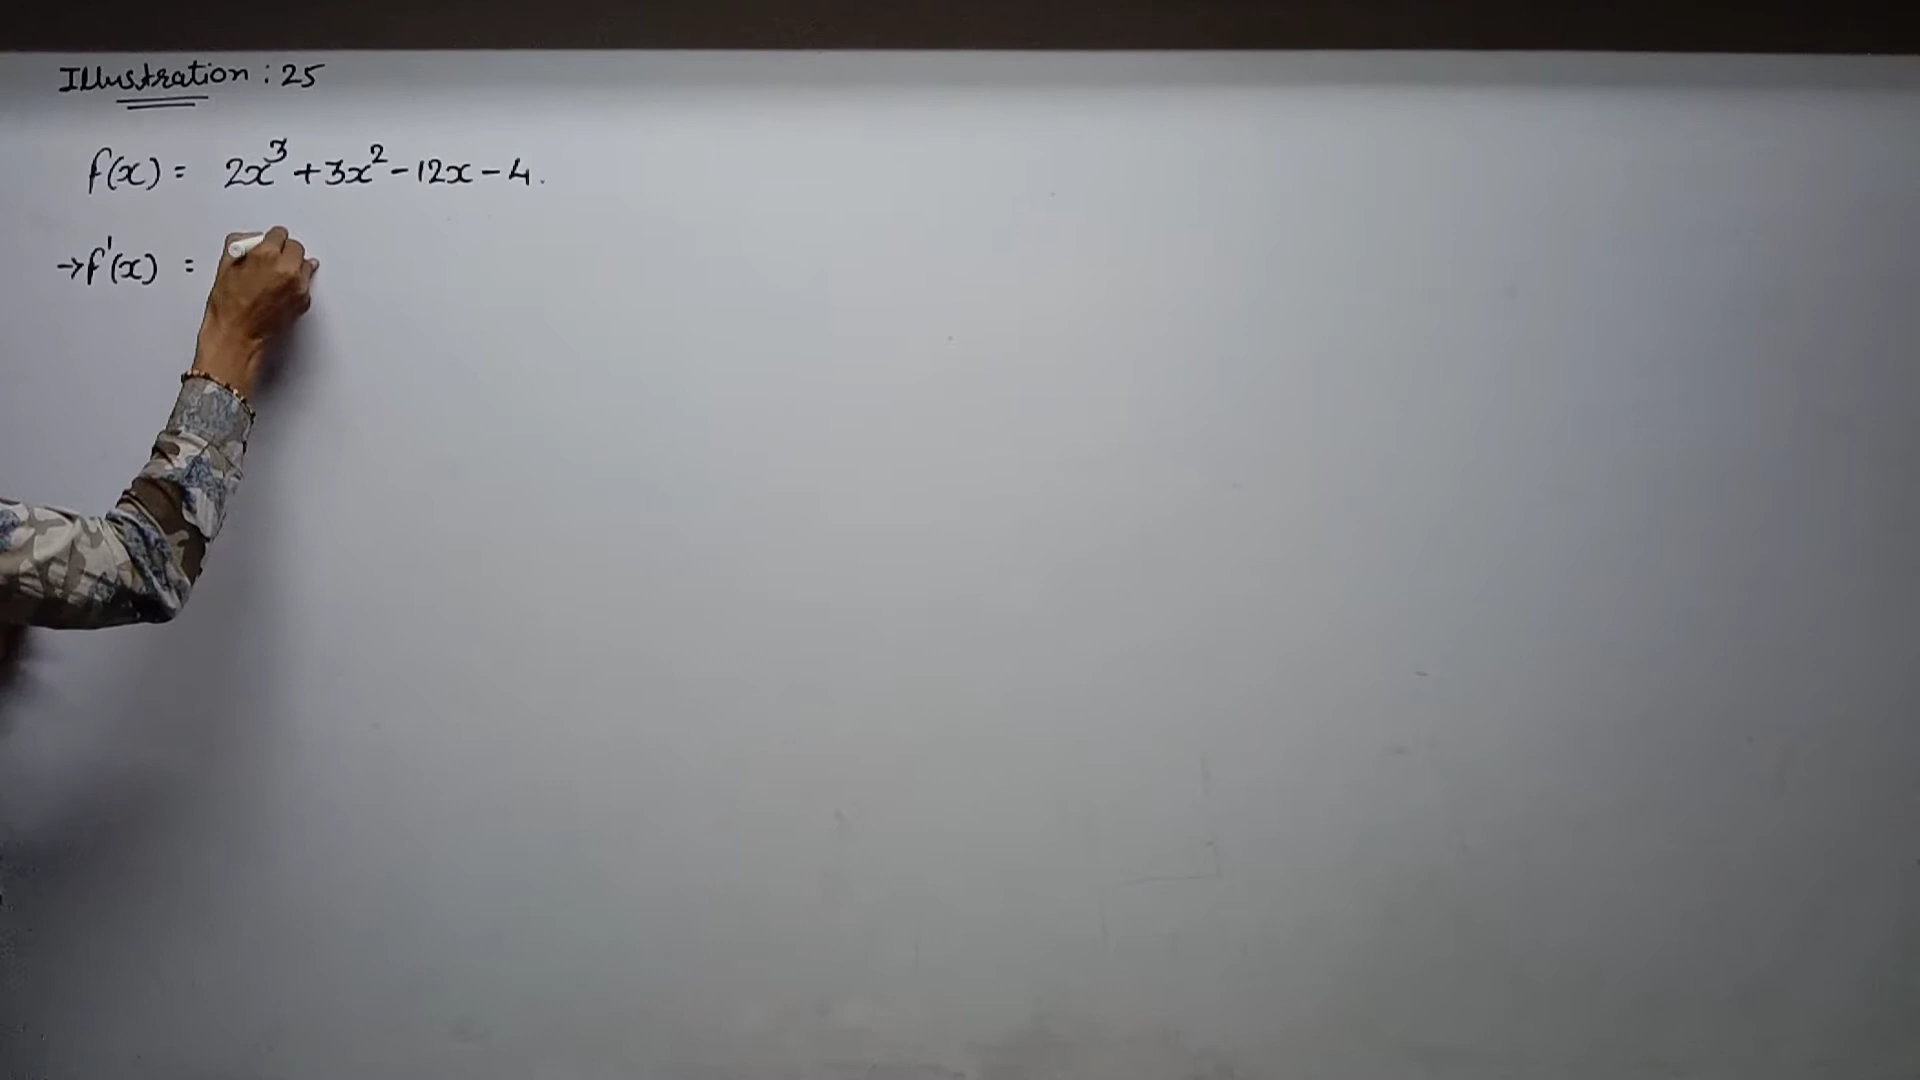 Illustration : 25
f(x) = 2x³ + 3x² - 12x - 4.
→ f'(x) =